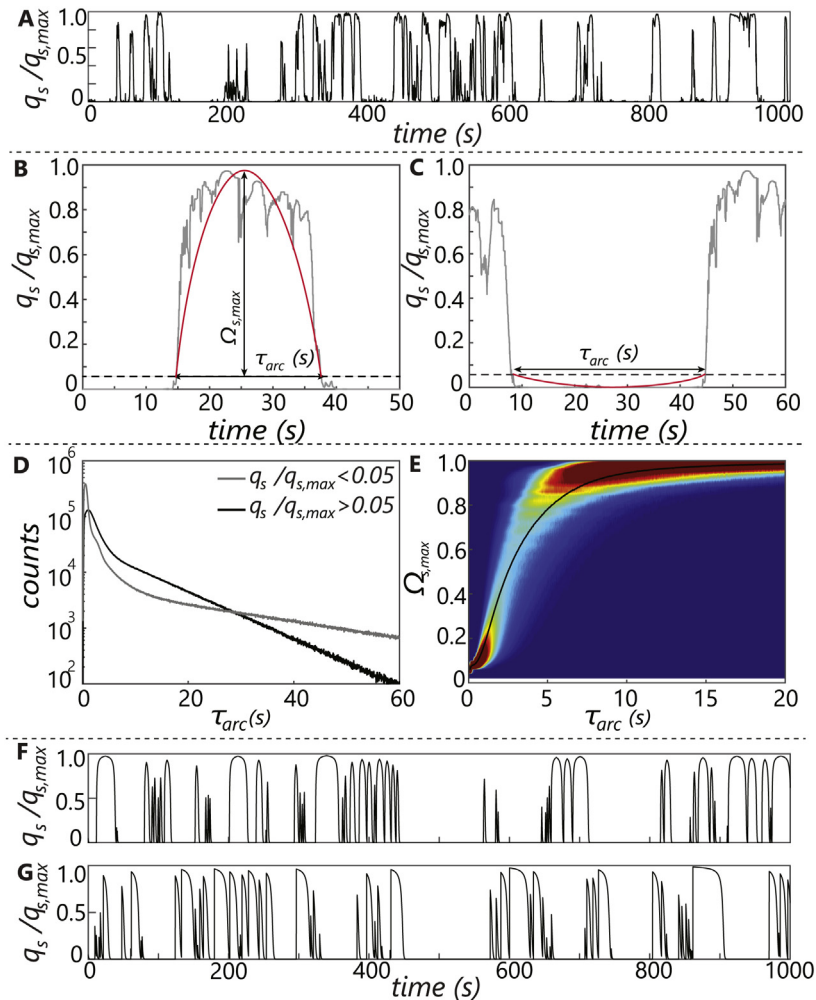 A
q_s /q_s,max
1.0
0.5
0
0 200 400 600 800 1000
time (s)
B
q_s /q_s,max
1.0
0.8
0.6
0.4
0.2
0
Ω_s,max
τ_arc (s)
0 10 20 30 40 50
time (s)
C
q_s /q_s,max
1.0
0.8
0.6
0.4
0.2
0
τ_arc (s)
0 10 20 30 40 50 60
time (s)
D
counts
10^6
10^5
10^4
10^3
10^2
q_s /q_s,max <0.05
q_s /q_s,max >0.05
0 20 40 60
τ_arc (s)
E
Ω_s,max
1.0
0.8
0.6
0.4
0.2
0
0 5 10 15 20
τ_arc (s)
F
q_s /q_s,max
1.0
0.5
0
G
q_s /q_s,max
1.0
0.5
0
0 200 400 600 800 1000
time (s)